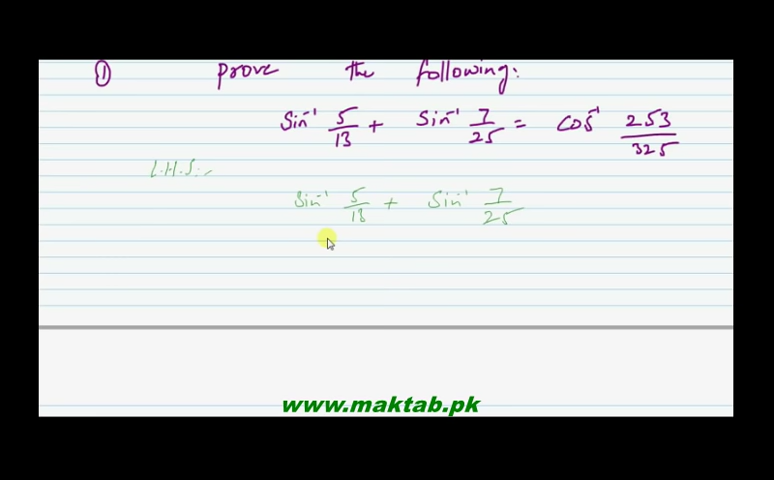 ① Prove the following:
Sin⁻¹ 5/13 + Sin⁻¹ 7/25 = Cos⁻¹ 253/325
L.H.S:-
Sin⁻¹ 5/13 + Sin⁻¹ 7/25
www.maktab.pk